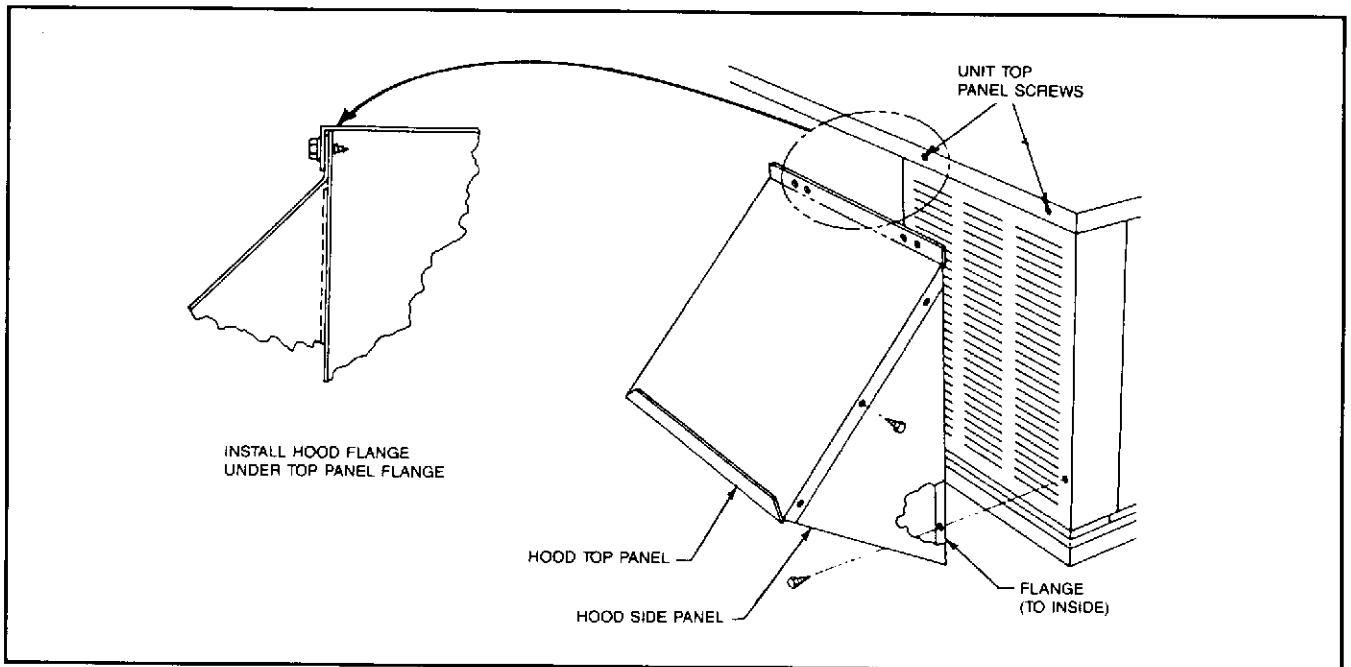 UNIT TOP
PANEL SCREWS
INSTALL HOOD FLANGE
UNDER TOP PANEL FLANGE
HOOD TOP PANEL
HOOD SIDE PANEL
FLANGE
(TO INSIDE)